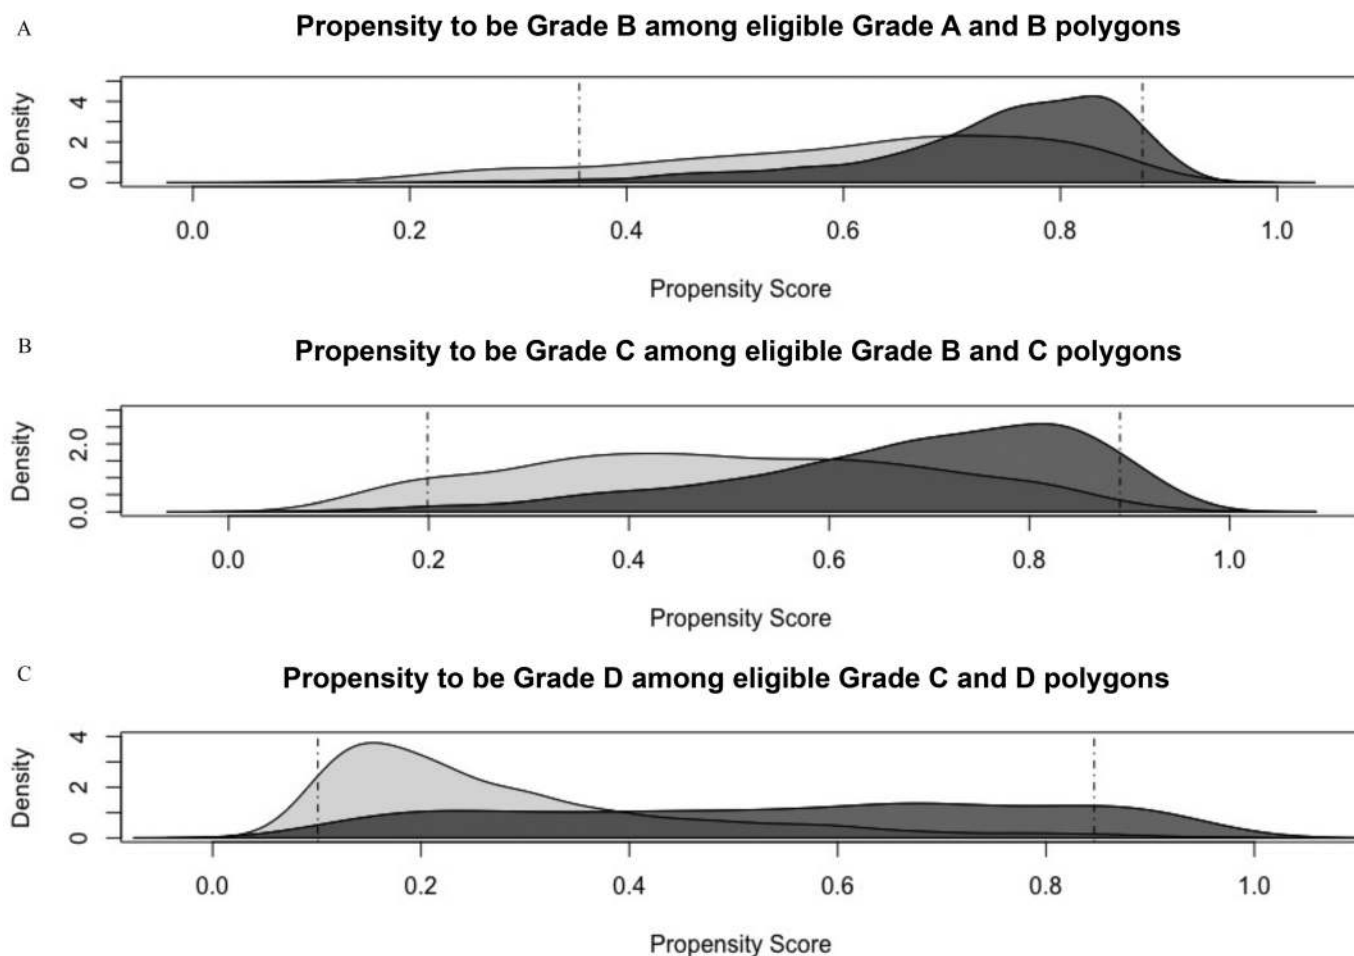 A
Propensity to be Grade B among eligible Grade A and B polygons
Density
4
2
0
0.0 0.2 0.4 0.6 0.8 1.0
Propensity Score
B
Propensity to be Grade C among eligible Grade B and C polygons
Density
2.0
0.0
0.0 0.2 0.4 0.6 0.8 1.0
Propensity Score
C
Propensity to be Grade D among eligible Grade C and D polygons
Density
4
2
0
0.0 0.2 0.4 0.6 0.8 1.0
Propensity Score